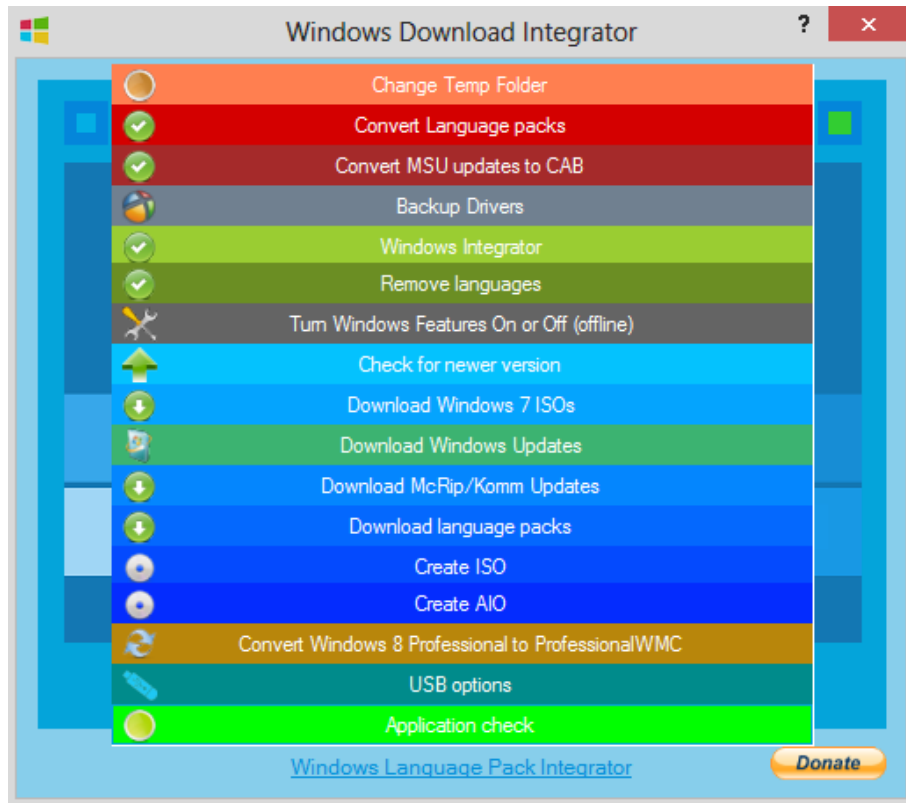 Windows Download Integrator
?
×
Change Temp Folder
Convert Language packs
Convert MSU updates to CAB
Backup Drivers
Windows Integrator
Remove languages
Turn Windows Features On or Off (offline)
Check for newer version
Download Windows 7 ISOs
Download Windows Updates
Download McRip/Komm Updates
Download language packs
Create ISO
Create AIO
Convert Windows 8 Professional to ProfessionalWMC
USB options
Application check
Windows Language Pack Integrator
Donate